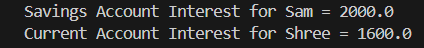 Savings Account Interest for Sam = 2000.0
Current Account Interest for Shree = 1600.0